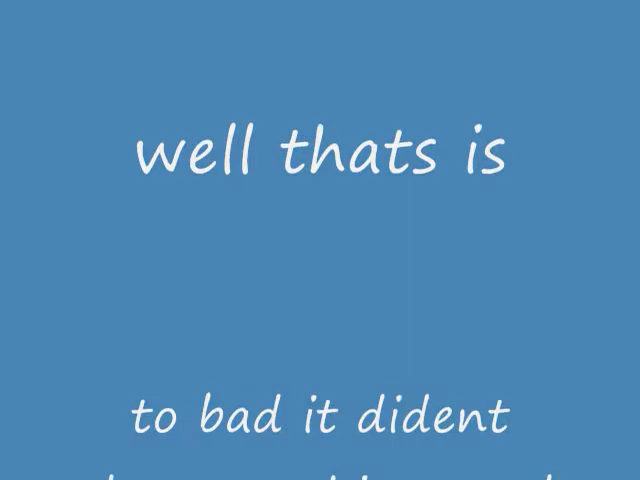 well thats is
to bad it dident